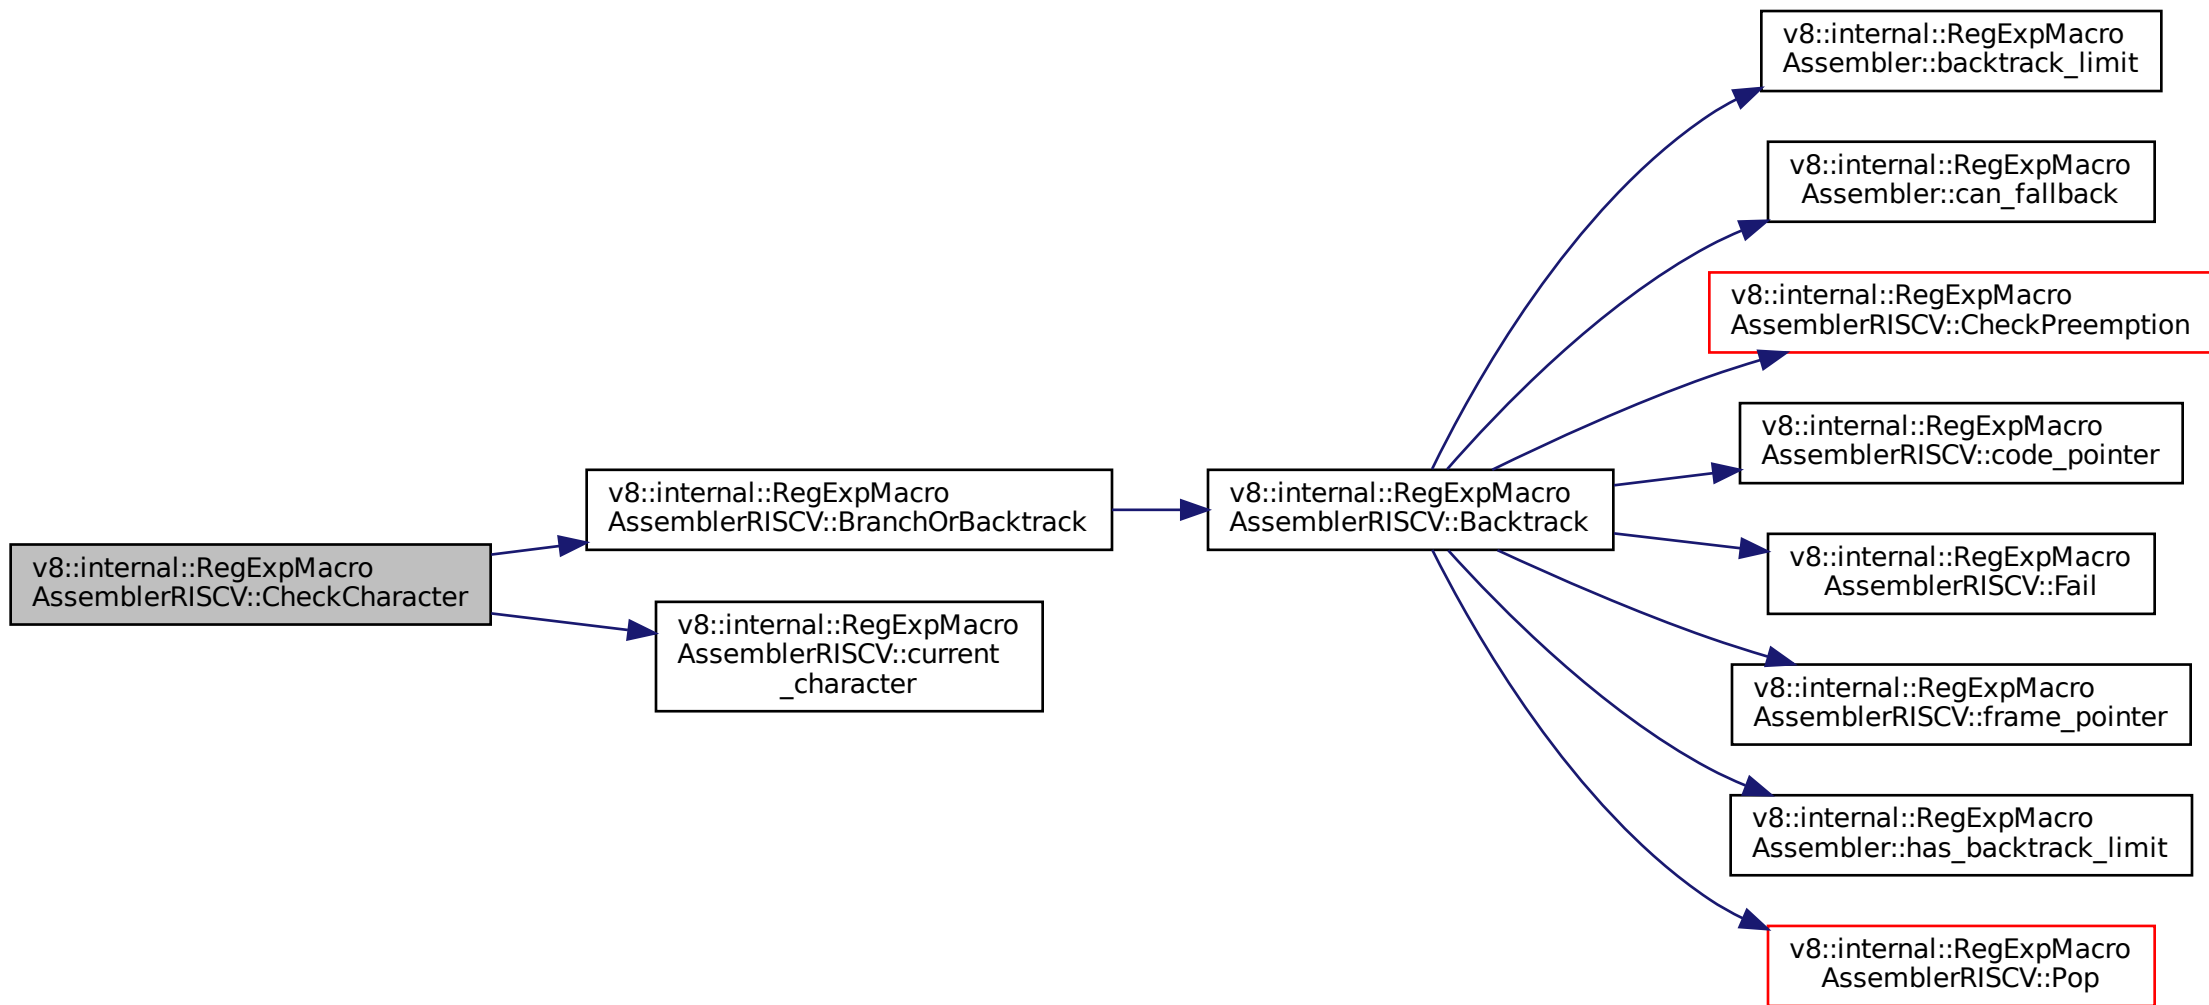 v8::internal::RegExpMacro
AssemblerRISCV::CheckCharacter
v8::internal::RegExpMacro
AssemblerRISCV::BranchOrBacktrack
v8::internal::RegExpMacro
AssemblerRISCV::current
_character
v8::internal::RegExpMacro
AssemblerRISCV::Backtrack
v8::internal::RegExpMacro
Assembler::backtrack_limit
v8::internal::RegExpMacro
Assembler::can_fallback
v8::internal::RegExpMacro
AssemblerRISCV::CheckPreemption
v8::internal::RegExpMacro
AssemblerRISCV::code_pointer
v8::internal::RegExpMacro
AssemblerRISCV::Fail
v8::internal::RegExpMacro
AssemblerRISCV::frame_pointer
v8::internal::RegExpMacro
Assembler::has_backtrack_limit
v8::internal::RegExpMacro
AssemblerRISCV::Pop